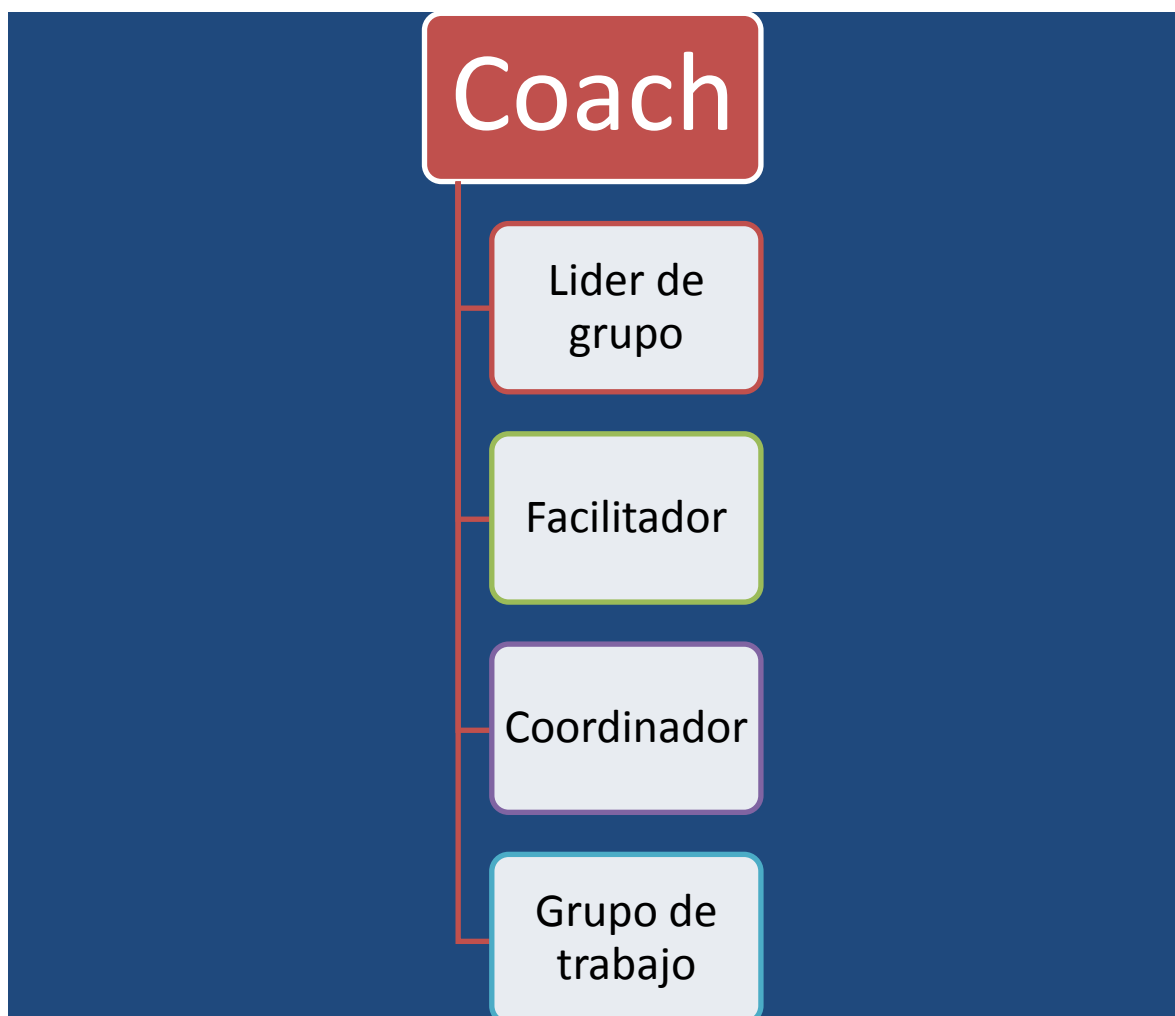 Coach
Lider de
grupo
Facilitador
Coordinador
Grupo de
trabajo